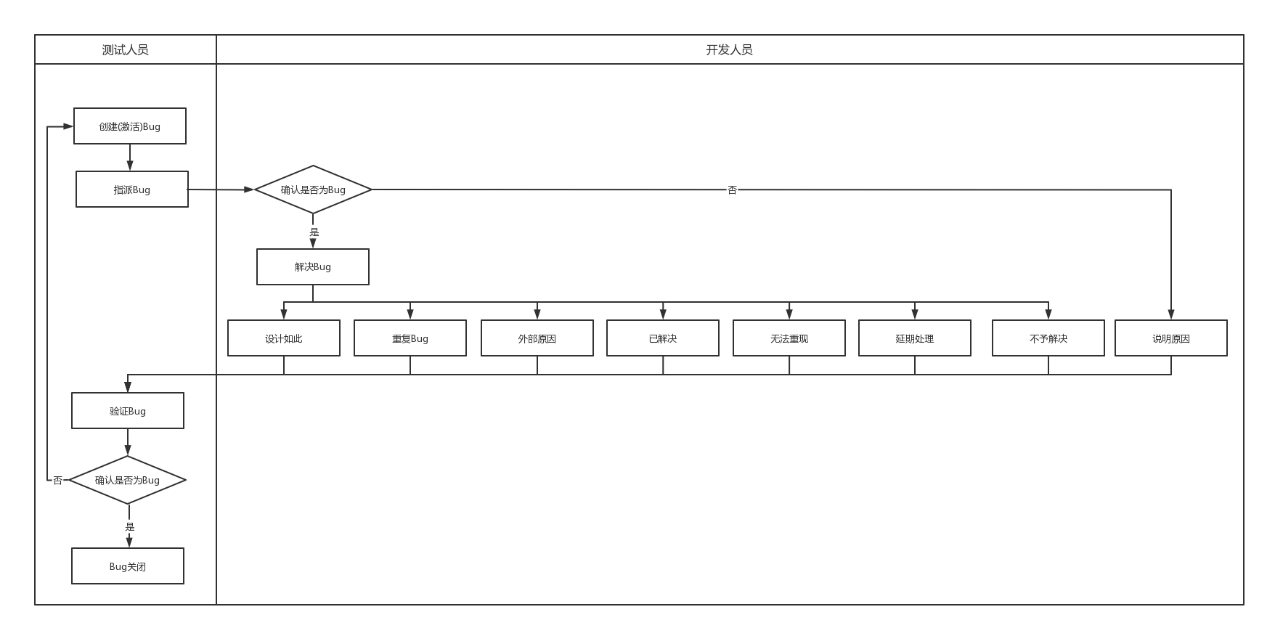 测试人员
开发人员
创建(激活)Bug
指派Bug
确认是否为Bug
否
是
解决Bug
设计如此
重复Bug
外部原因
已解决
无法重现
延期处理
不予解决
说明原因
验证Bug
确认是否为Bug
否
是
Bug关闭